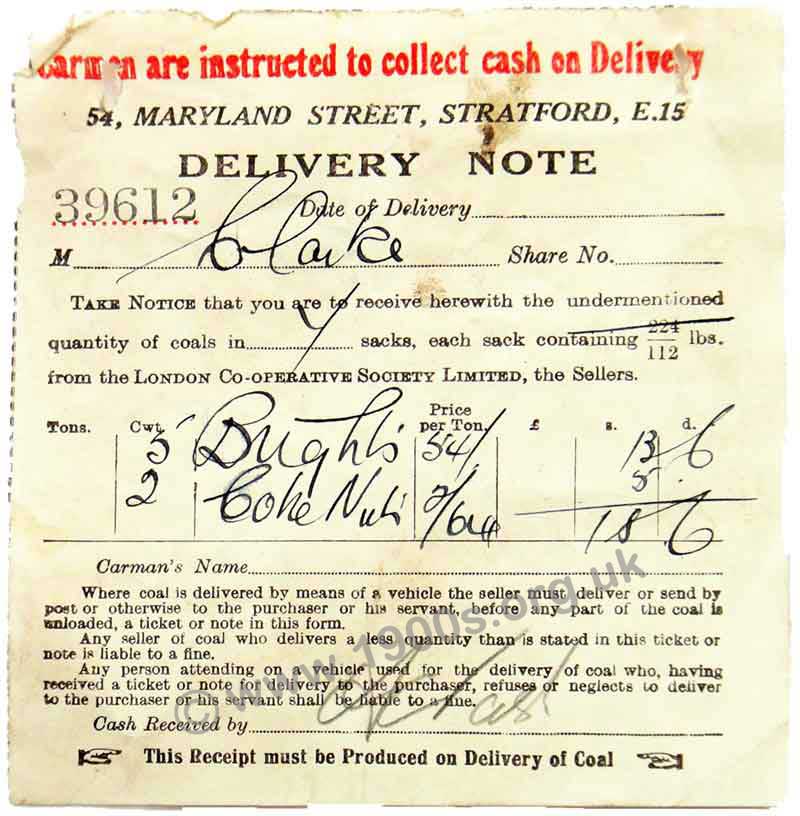 Carmen are instructed to collect cash on Delivery
54, MARYLAND STREET, STRATFORD, E.15
DELIVERY NOTE
39612 Date of Delivery
M Clarke Share No.
TAKE NOTICE that you are to receive herewith the undermentioned
quantity of coals in 7 sacks, each sack containing 224/112 lbs.
from the LONDON CO-OPERATIVE SOCIETY LIMITED, the Sellers.
Tons. Cwt. Price per Ton. £ s. d.
5 Brights 54/ 13 6
2 Coke Nuts 5
18 6
Carman's Name
Where coal is delivered by means of a vehicle the seller must deliver or send by
post or otherwise to the purchaser or his servant, before any part of the coal is
unloaded, a ticket or note in this form.
Any seller of coal who delivers a less quantity than is stated in this ticket or
note is liable to a fine.
Any person attending on a vehicle used for the delivery of coal who, having
received a ticket or note for delivery to the purchaser, refuses or neglects to deliver
to the purchaser or his servant shall be liable to a fine.
Cash Received by
This Receipt must be Produced on Delivery of Coal
© www.1900s.org.uk